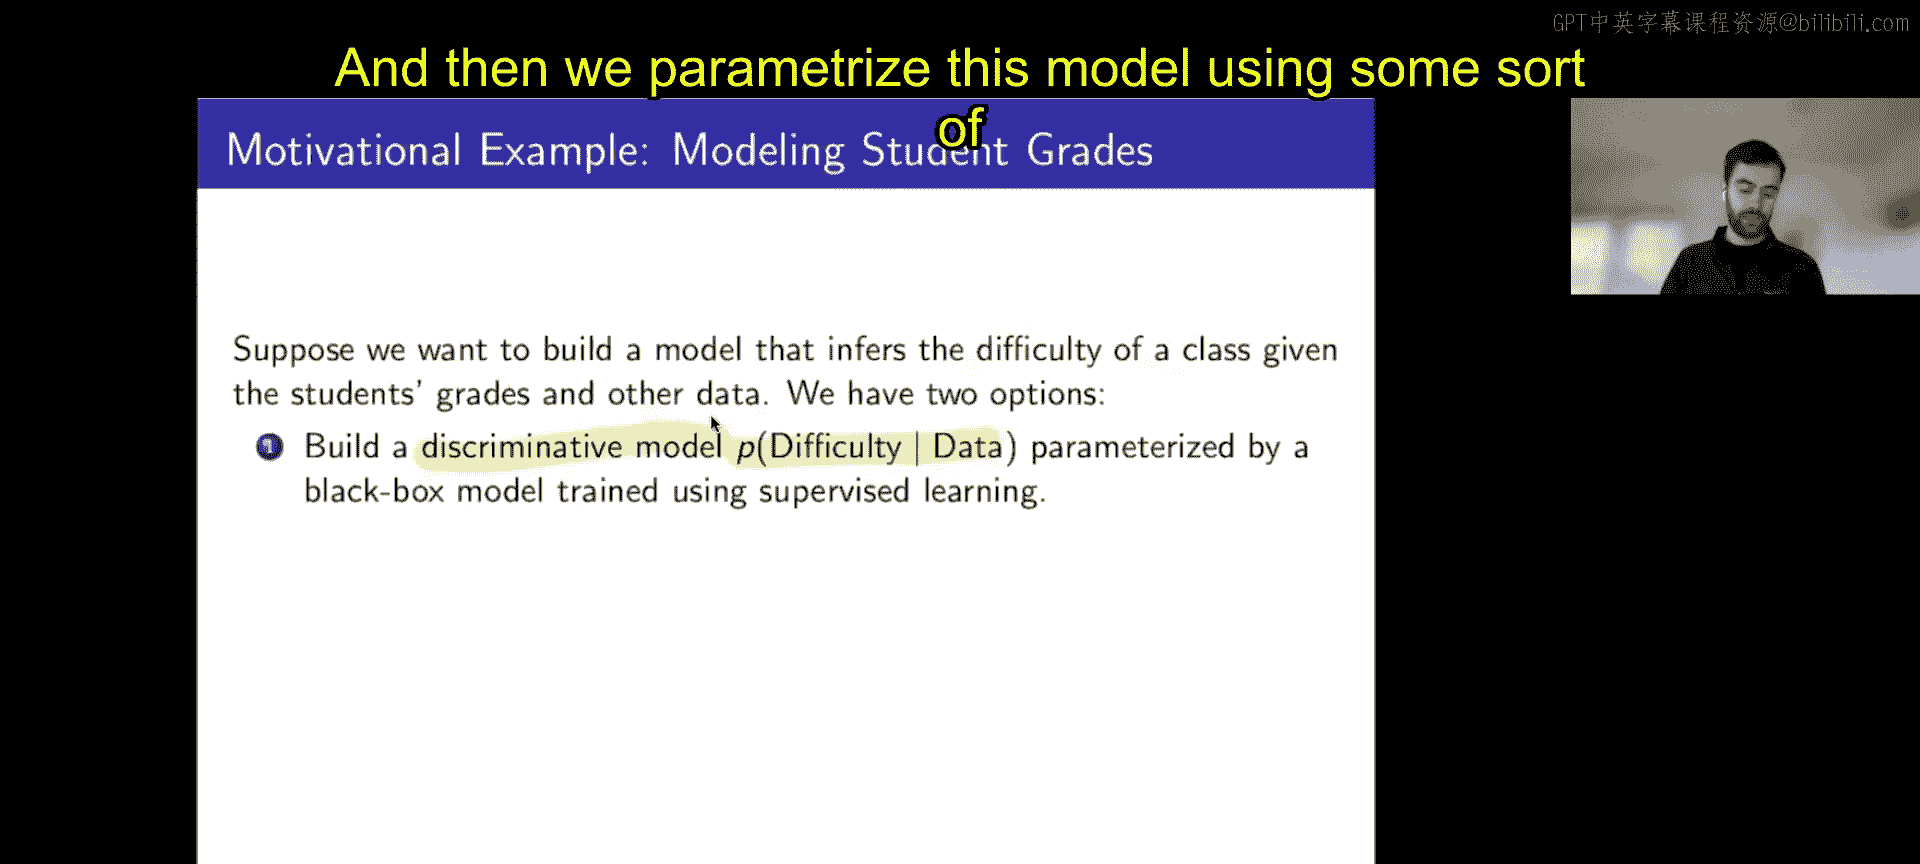 GPT中英字幕课程资源@bilibili.com
And then we parametrize this model using some sort
of
Motivational Example: Modeling Student Grades
Suppose we want to build a model that infers the difficulty of a class given
the students' grades and other data. We have two options:
1 Build a discriminative model p(Difficulty | Data) parameterized by a
black-box model trained using supervised learning.